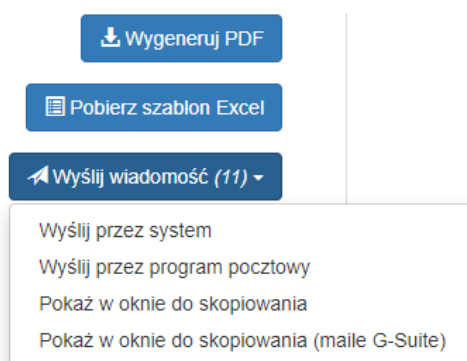 Wygeneruj PDF
Pobierz szablon Excel
Wyślij wiadomość (11)
Wyślij przez system
Wyślij przez program pocztowy
Pokaż w oknie do skopiowania
Pokaż w oknie do skopiowania (maile G-Suite)